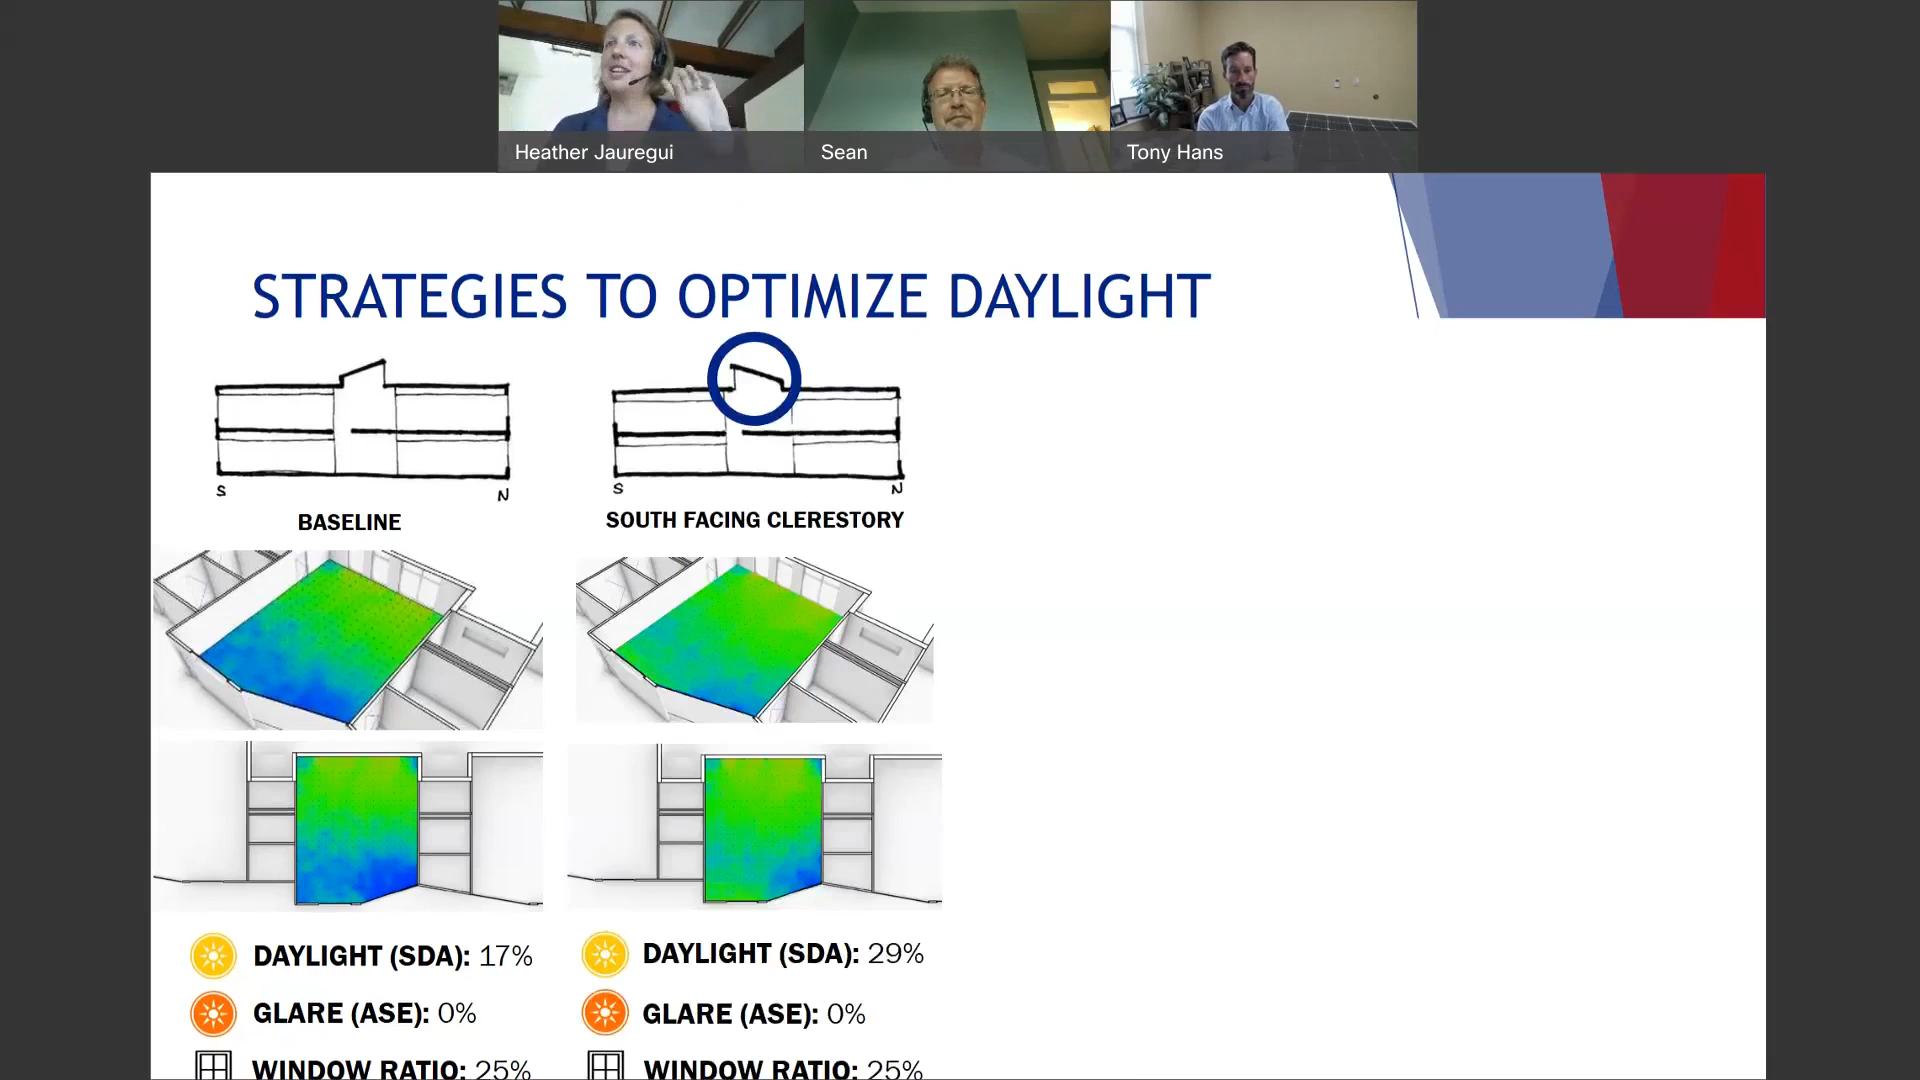 Heather Jauregui
Sean
Tony Hans
STRATEGIES TO OPTIMIZE DAYLIGHT
S
N
BASELINE
S
N
SOUTH FACING CLERESTORY
DAYLIGHT (SDA): 17%
GLARE (ASE): 0%
WINDOW RATIO: 25%
DAYLIGHT (SDA): 29%
GLARE (ASE): 0%
WINDOW RATIO: 25%